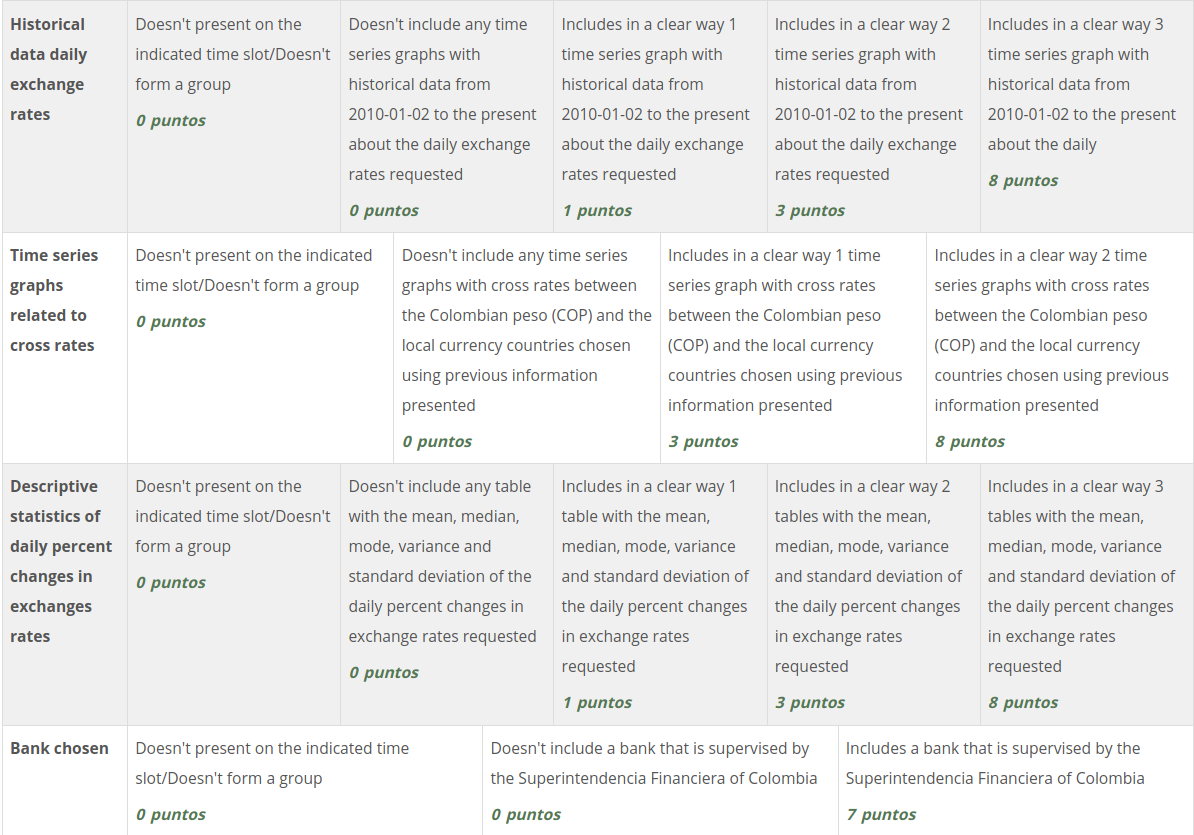 Historical
data daily
exchange
rates
Doesn't present on the
indicated time slot/Doesn't
form a group
0 puntos
Doesn't include any time
series graphs with
historical data from
2010-01-02 to the present
about the daily exchange
rates requested
0 puntos
Includes in a clear way 1
time series graph with
historical data from
2010-01-02 to the present
about the daily exchange
rates requested
1 puntos
Includes in a clear way 2
time series graph with
historical data from
2010-01-02 to the present
about the daily exchange
rates requested
3 puntos
Includes in a clear way 3
time series graph with
historical data from
2010-01-02 to the present
about the daily
8 puntos
Time series
graphs
related to
cross rates
Doesn't present on the indicated
time slot/Doesn't form a group
0 puntos
Doesn't include any time series
graphs with cross rates between
the Colombian peso (COP) and the
local currency countries chosen
using previous information
presented
0 puntos
Includes in a clear way 1 time
series graph with cross rates
between the Colombian peso
(COP) and the local currency
countries chosen using previous
information presented
3 puntos
Includes in a clear way 2 time
series graphs with cross rates
between the Colombian peso
(COP) and the local currency
countries chosen using previous
information presented
8 puntos
Descriptive
statistics of
daily percent
changes in
exchanges
rates
Doesn't present on the
indicated time slot/Doesn't
form a group
0 puntos
Doesn't include any table
with the mean, median,
mode, variance and
standard deviation of the
daily percent changes in
exchange rates requested
0 puntos
Includes in a clear way 1
table with the mean,
median, mode, variance
and standard deviation of
the daily percent changes
in exchange rates
requested
1 puntos
Includes in a clear way 2
tables with the mean,
median, mode, variance
and standard deviation of
the daily percent changes
in exchange rates
requested
3 puntos
Includes in a clear way 3
tables with the mean,
median, mode, variance
and standard deviation of
the daily percent changes
in exchange rates
requested
8 puntos
Bank chosen
Doesn't present on the indicated time
slot/Doesn't form a group
0 puntos
Doesn't include a bank that is supervised by
the Superintendencia Financiera of Colombia
0 puntos
Includes a bank that is supervised by the
Superintendencia Financiera of Colombia
7 puntos